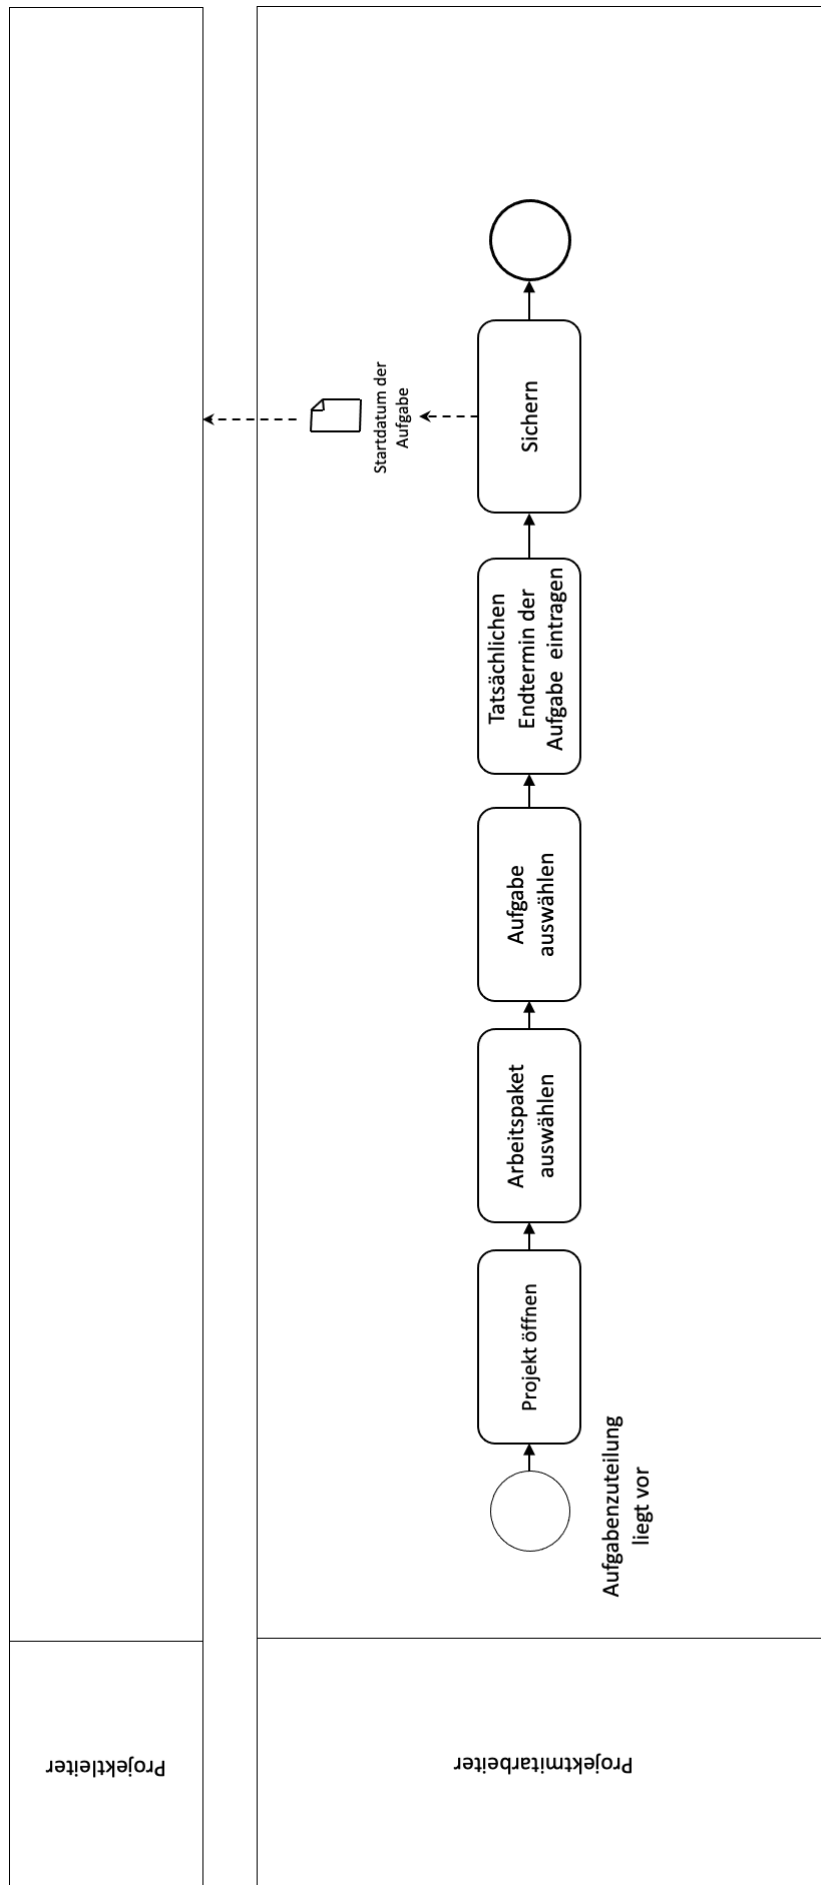 Projektleiter
Projektmitarbeiter
Aufgabenzuteilung
liegt vor
Projekt öffnen
Arbeitspaket
auswählen
Aufgabe
auswählen
Tatsächlichen
Endtermin der
Aufgabe eintragen
Sichern
Startdatum der
Aufgabe